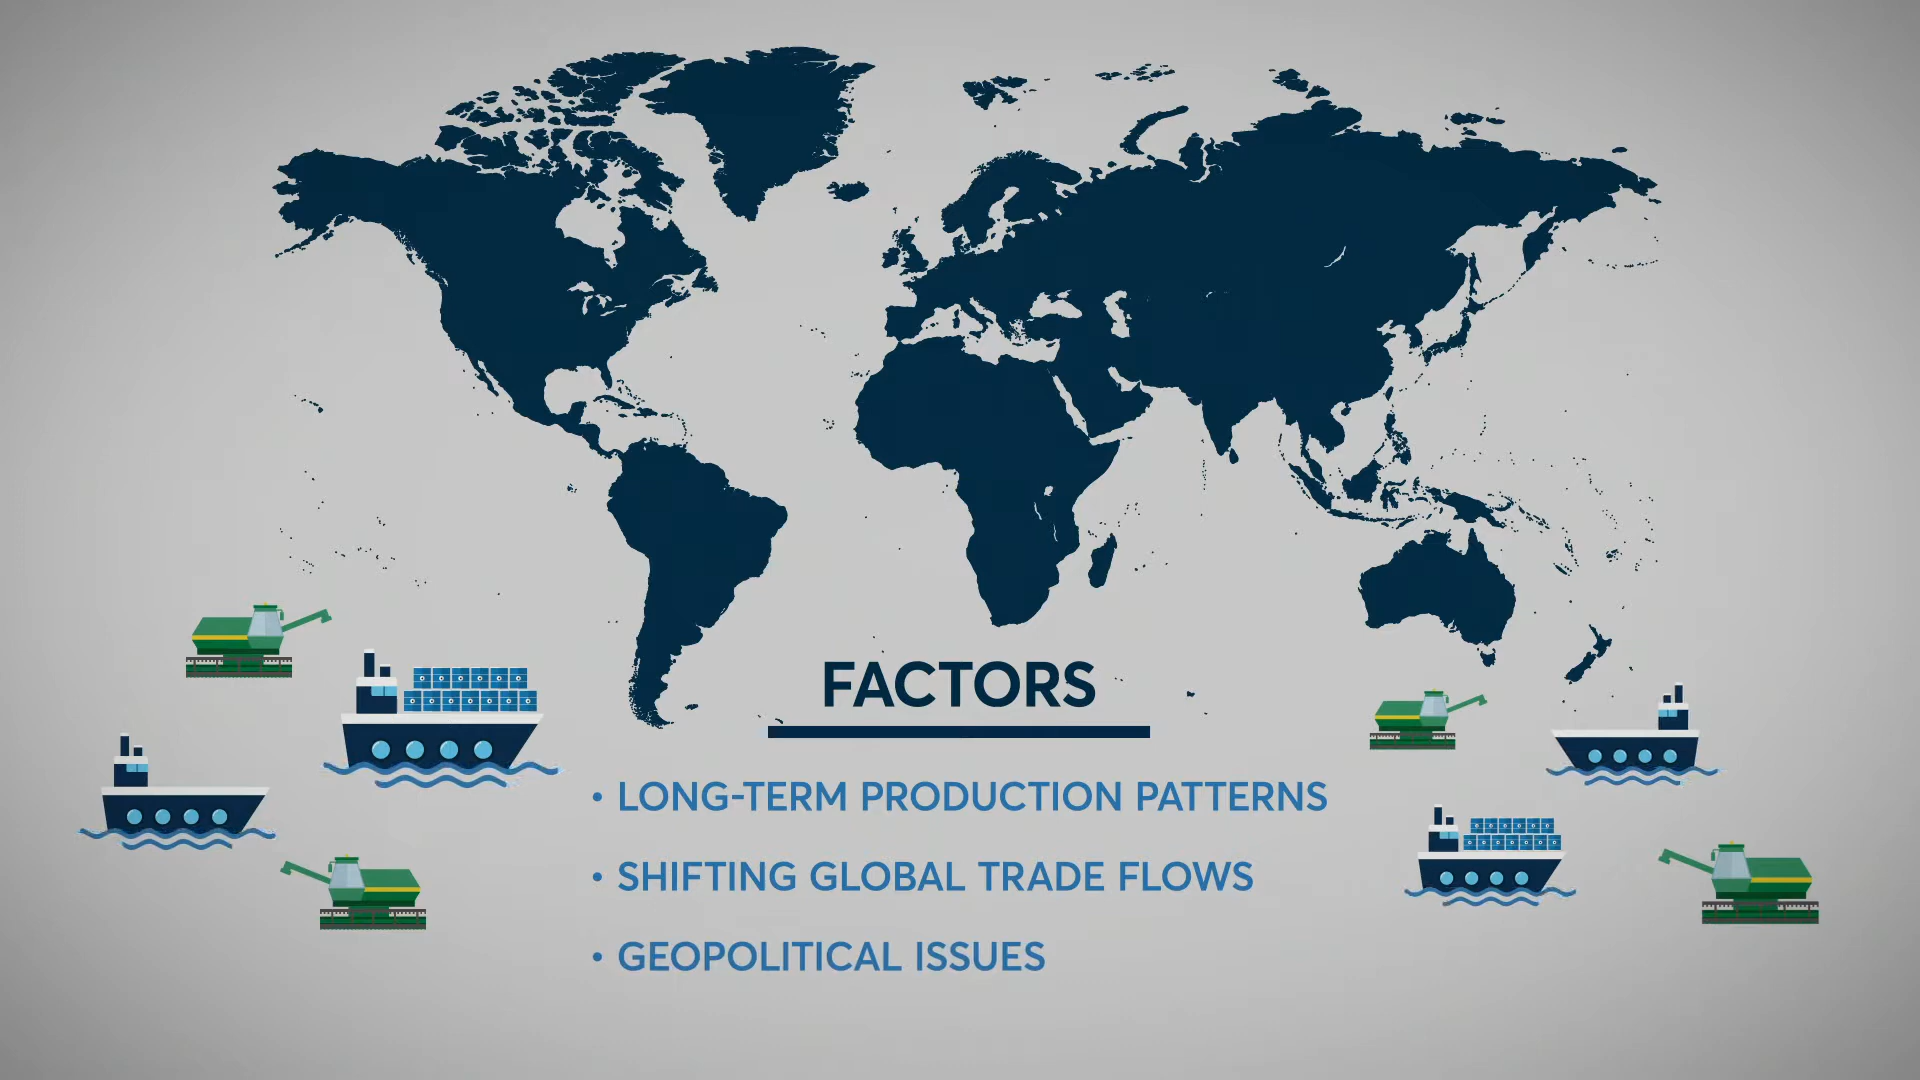 FACTORS
• LONG-TERM PRODUCTION PATTERNS
• SHIFTING GLOBAL TRADE FLOWS
• GEOPOLITICAL ISSUES